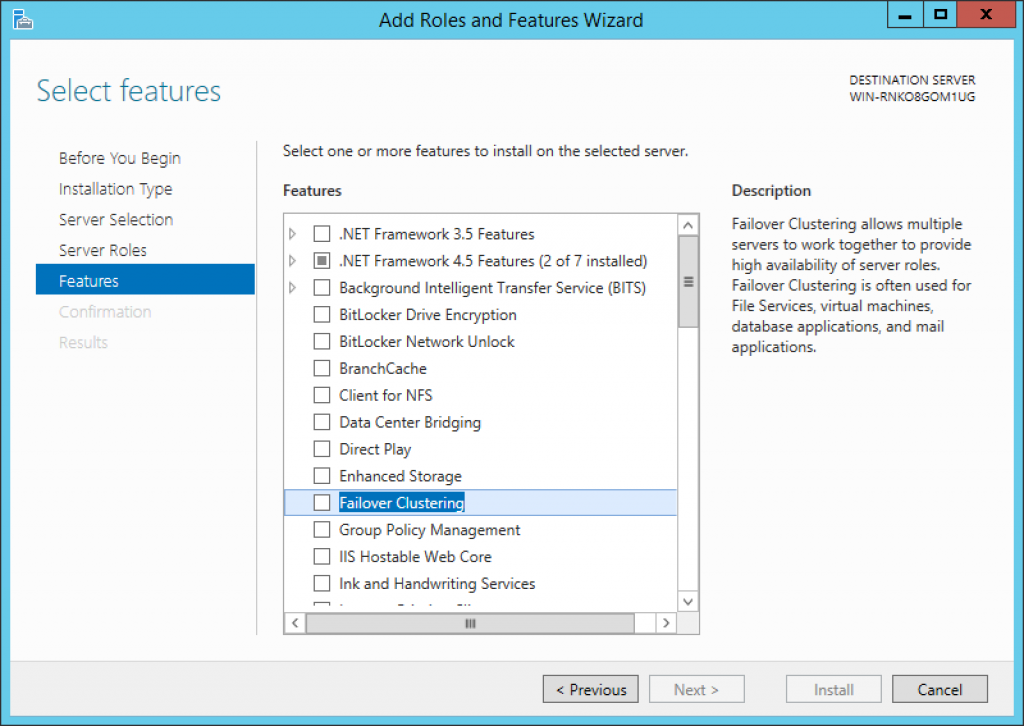 Add Roles and Features Wizard
Select features
DESTINATION SERVER
WIN-RNKO8GOM1UG
Before You Begin
Installation Type
Server Selection
Server Roles
Features
Confirmation
Results
Select one or more features to install on the selected server.
Features
.NET Framework 3.5 Features
.NET Framework 4.5 Features (2 of 7 installed)
Background Intelligent Transfer Service (BITS)
BitLocker Drive Encryption
BitLocker Network Unlock
BranchCache
Client for NFS
Data Center Bridging
Direct Play
Enhanced Storage
Failover Clustering
Group Policy Management
IIS Hostable Web Core
Ink and Handwriting Services
Description
Failover Clustering allows multiple
servers to work together to provide
high availability of server roles.
Failover Clustering is often used for
File Services, virtual machines,
database applications, and mail
applications.
< Previous
Next >
Install
Cancel